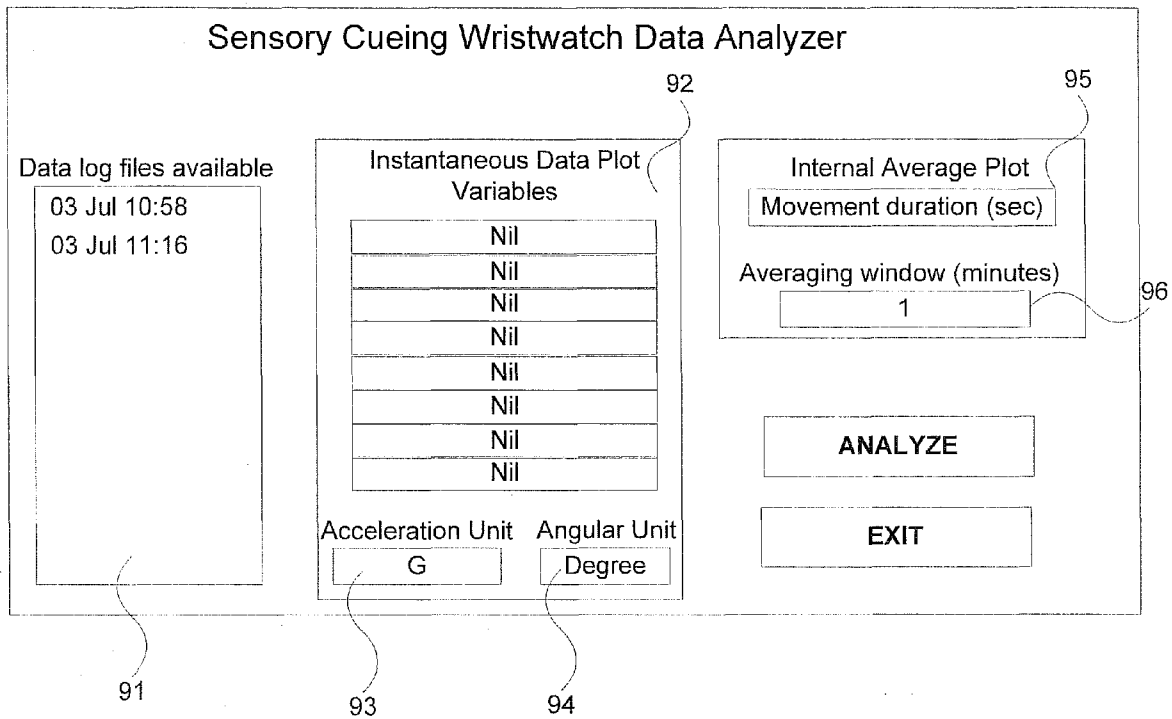 Sensory Cueing Wristwatch Data Analyzer
92
95
Data log files available
03 Jul 10:58
03 Jul 11:16
Instantaneous Data Plot
Variables
Nil
Nil
Nil
Nil
Nil
Nil
Nil
Nil
Acceleration Unit
G
Angular Unit
Degree
Internal Average Plot
Movement duration (sec)
Averaging window (minutes)
1
96
ANALYZE
EXIT
91
93
94